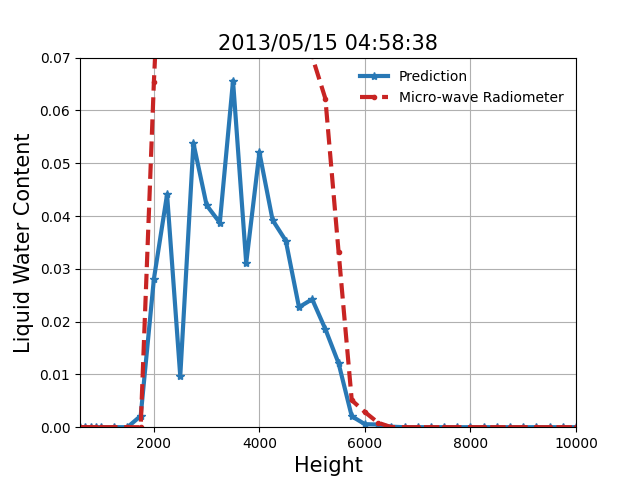 2013/05/15 04:58:38
Liquid Water Content
0.07
0.06
0.05
0.04
0.03
0.02
0.01
0.00
Prediction
Micro-wave Radiometer
2000 4000 6000 8000 10000
Height